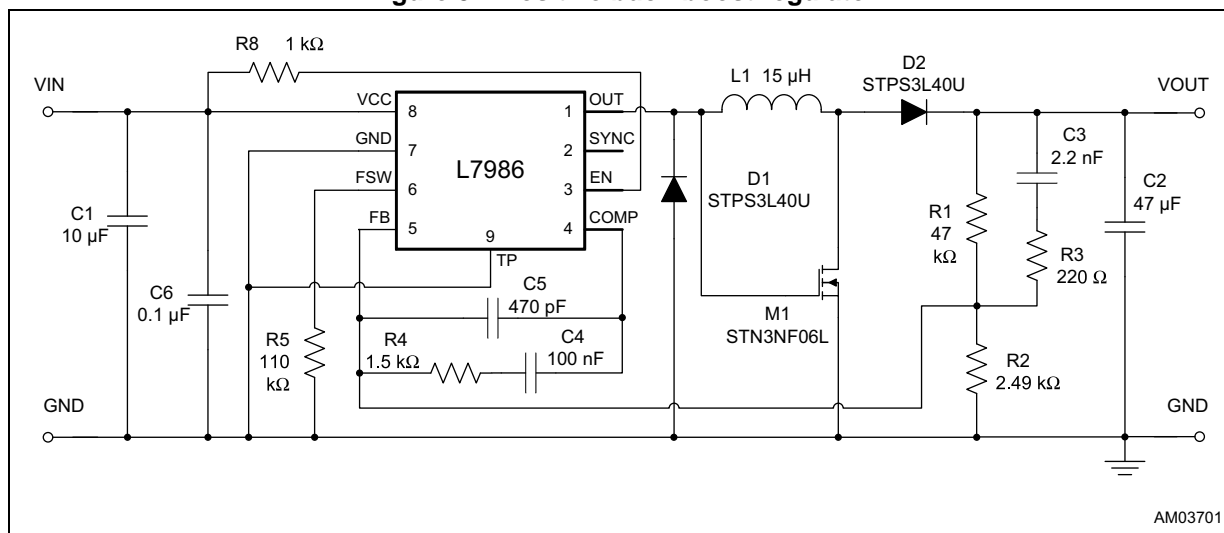 R8 1 kΩ
VIN
VCC
GND
FSW
FB
8
7
6
5
L7986
9
TP
1
2
3
4
OUT
SYNC
EN
COMP
L1 15 µH
D2
STPS3L40U
VOUT
D1
STPS3L40U
C3
2.2 nF
C2
47 µF
R1
47
kΩ
R3
220 Ω
C1
10 µF
C6
0.1 µF
R5
110
kΩ
C5
470 pF
R4
1.5 kΩ
C4
100 nF
M1
STN3NF06L
R2
2.49 kΩ
GND
GND
AM03701